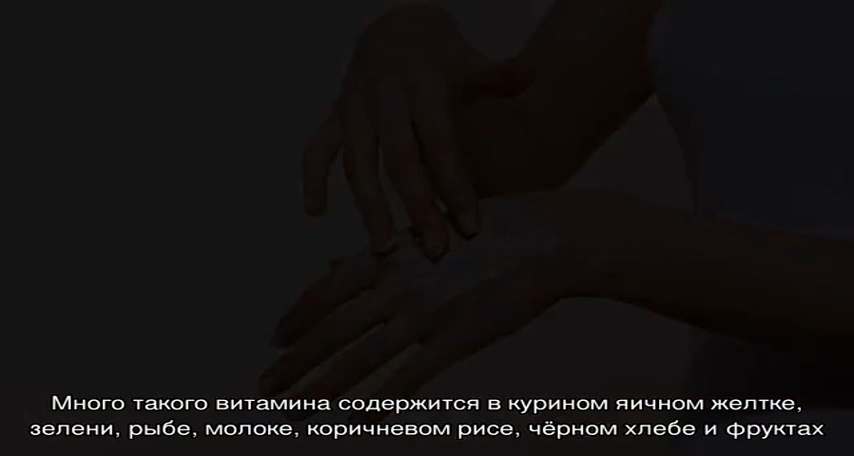 Много такого витамина содержится в курином яичном желтке,
зелени, рыбе, молоке, коричневом рисе, чёрном хлебе и фруктах